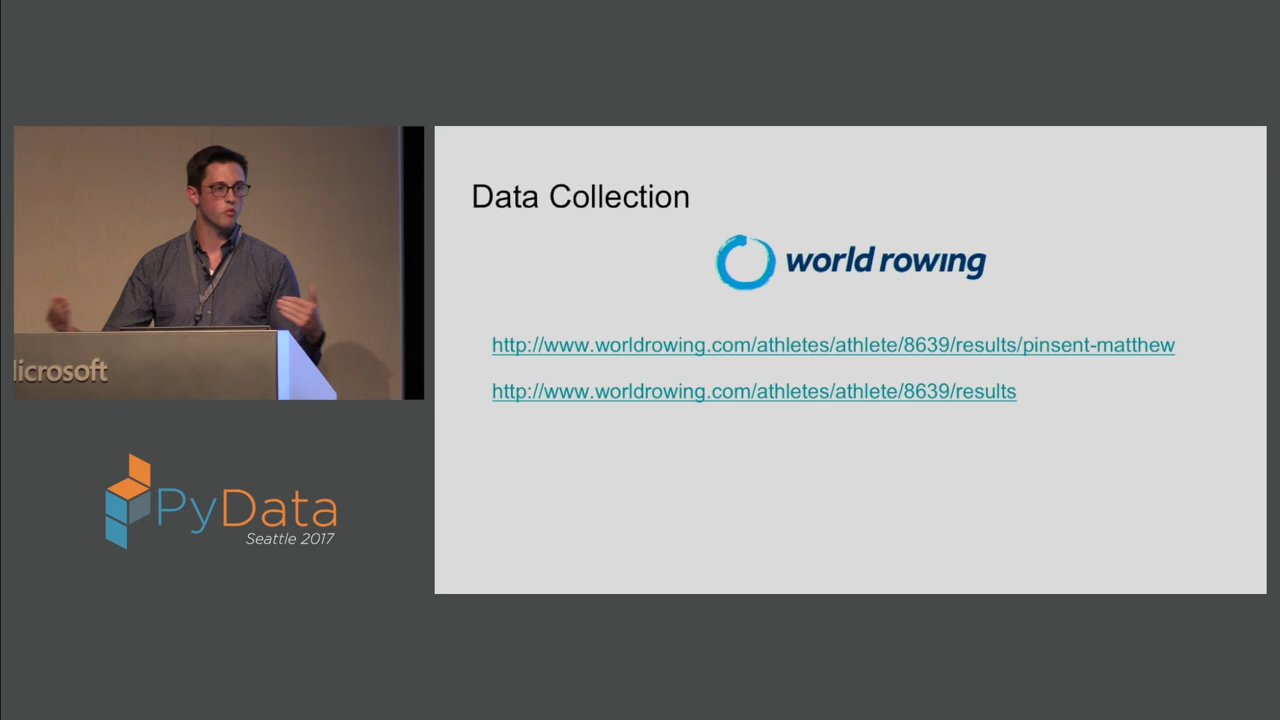 Data Collection
world rowing
http://www.worldrowing.com/athletes/athlete/8639/results/pinsent-matthew
http://www.worldrowing.com/athletes/athlete/8639/results
icrosoft
PyData
Seattle 2017